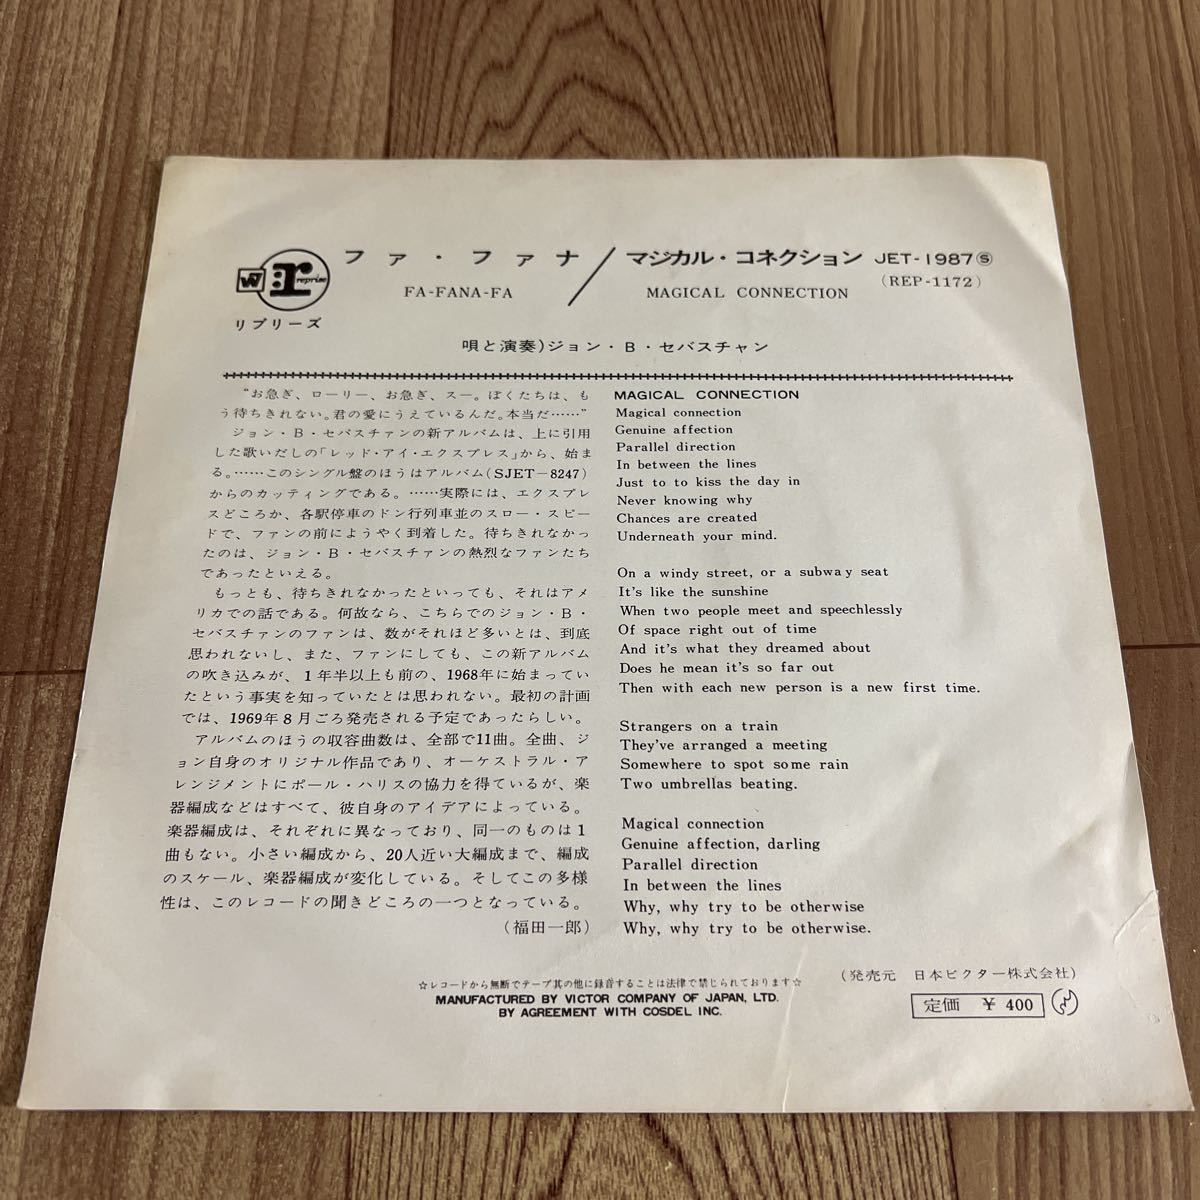 W7
r
reprise
リプリーズ
ファ・ファナ／マジカル・コネクション JET-1987Ⓢ
FA-FANA-FA MAGICAL CONNECTION (REP-1172)
唄と演奏)ジョン・B・セバスチャン
“お急ぎ、ローリー、お急ぎ、スー。ぼくたちは、も
う待ちきれない。君の愛にうえているんだ。本当だ……”
ジョン・B・セバスチャンの新アルバムは、上に引用
した歌いだしの「レッド・アイ・エクスプレス」から、始ま
る。……このシングル盤のほうはアルバム(SJET－8247)
からのカッティングである。……実際には、エクスプレ
スどころか、各駅停車のドン行列車並のスロー・スピー
ドで、ファンの前にようやく到着した。待ちきれなかっ
たのは、ジョン・B・セバスチャンの熱烈なファンたち
であったといえる。
もっとも、待ちきれなかったといっても、それはアメ
リカでの話である。何故なら、こちらでのジョン・B・
セバスチャンのファンは、数がそれほど多いとは、到底
思われないし、また、ファンにしても、この新アルバム
の吹き込みが、1年半以上も前の、1968年に始まってい
たという事実を知っていたとは思われない。最初の計画
では、1969年8月ごろ発売される予定であったらしい。
アルバムのほうの収容曲数は、全部で11曲。全曲、ジ
ョン自身のオリジナル作品であり、オーケストラル・ア
レンジメントにポール・ハリスの協力を得ているが、楽
器編成などはすべて、彼自身のアイデアによっている。
楽器編成は、それぞれに異なっており、同一のものは1
曲もない。小さい編成から、20人近い大編成まで、編成
のスケール、楽器編成が変化している。そしてこの多様
性は、このレコードの聞きどころの一つとなっている。
(福田一郎)
MAGICAL CONNECTION
Magical connection
Genuine affection
Parallel direction
In between the lines
Just to to kiss the day in
Never knowing why
Chances are created
Underneath your mind.
On a windy street, or a subway seat
It's like the sunshine
When two people meet and speechlessly
Of space right out of time
And it's what they dreamed about
Does he mean it's so far out
Then with each new person is a new first time.
Strangers on a train
They've arranged a meeting
Somewhere to spot some rain
Two umbrellas beating.
Magical connection
Genuine affection, darling
Parallel direction
In between the lines
Why, why try to be otherwise
Why, why try to be otherwise.
(発売元 日本ビクター株式会社)
☆レコードから無断でテープ其の他に録音することは法律で禁じられております☆
MANUFACTURED BY VICTOR COMPANY OF JAPAN, LTD.
BY AGREEMENT WITH COSDEL INC.
定価 ￥400